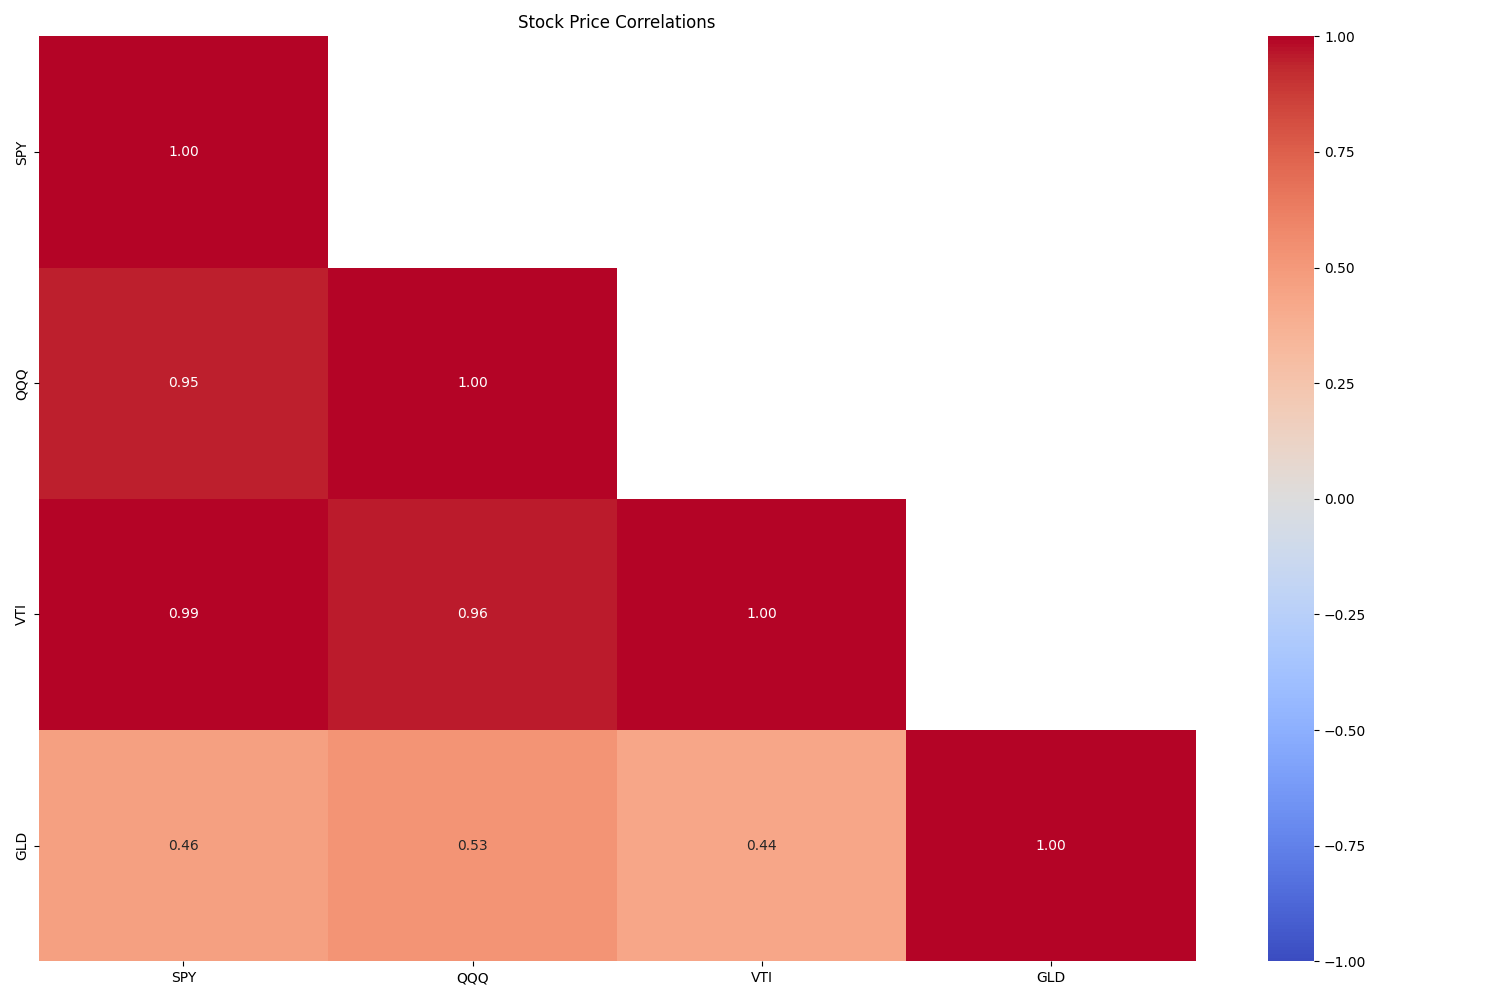 Stock Price Correlations
SPY
1.00
QQQ
0.95 1.00
VTI
0.99 0.96 1.00
GLD
0.46 0.53 0.44 1.00
SPY QQQ VTI GLD
1.00
0.75
0.50
0.25
0.00
−0.25
−0.50
−0.75
−1.00